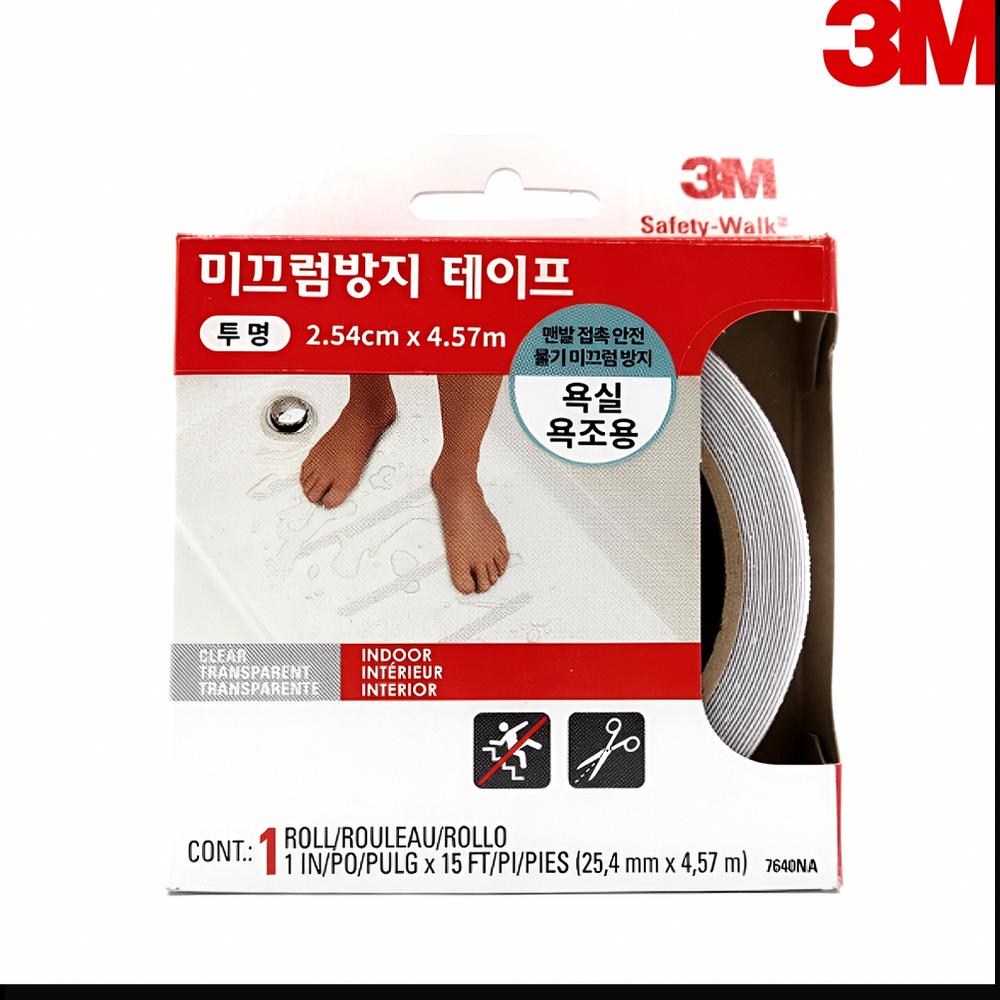 3M
3M
Safety-Walk™
미끄럼방지 테이프
투명 2.54cm x 4.57m
맨발 접촉 안전
물기 미끄럼 방지
욕실
욕조용
CLEAR
TRANSPARENT
TRANSPARENTE
INDOOR
INTÉRIEUR
INTERIOR
CONT.: 1 ROLL/ROULEAU/ROLLO
1 IN/PO/PULG x 15 FT/PI/PIES (25,4 mm x 4,57 m)
7640NA